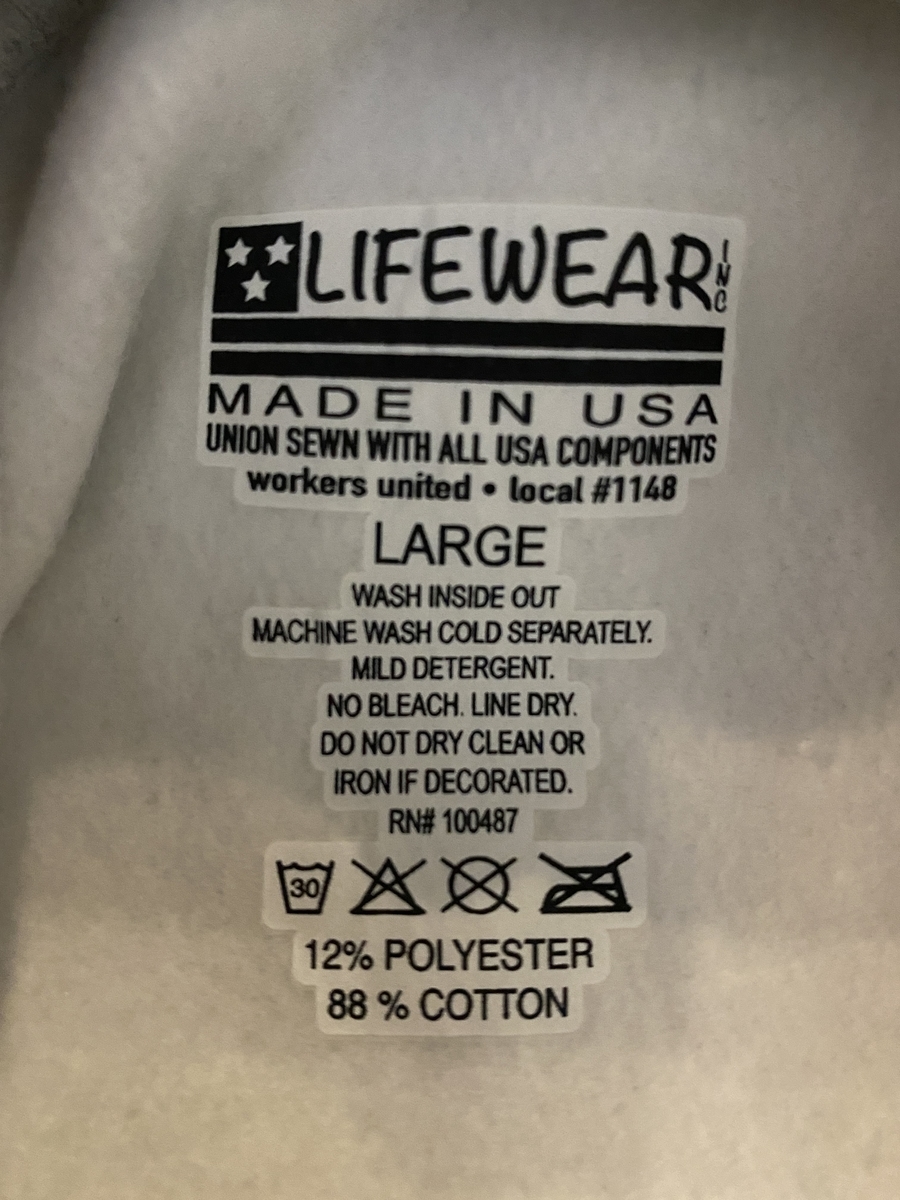 LIFEWEAR INC
MADE IN USA
UNION SEWN WITH ALL USA COMPONENTS
workers united • local #1148
LARGE
WASH INSIDE OUT
MACHINE WASH COLD SEPARATELY.
MILD DETERGENT.
NO BLEACH. LINE DRY.
DO NOT DRY CLEAN OR
IRON IF DECORATED.
RN# 100487
30
12% POLYESTER
88 % COTTON